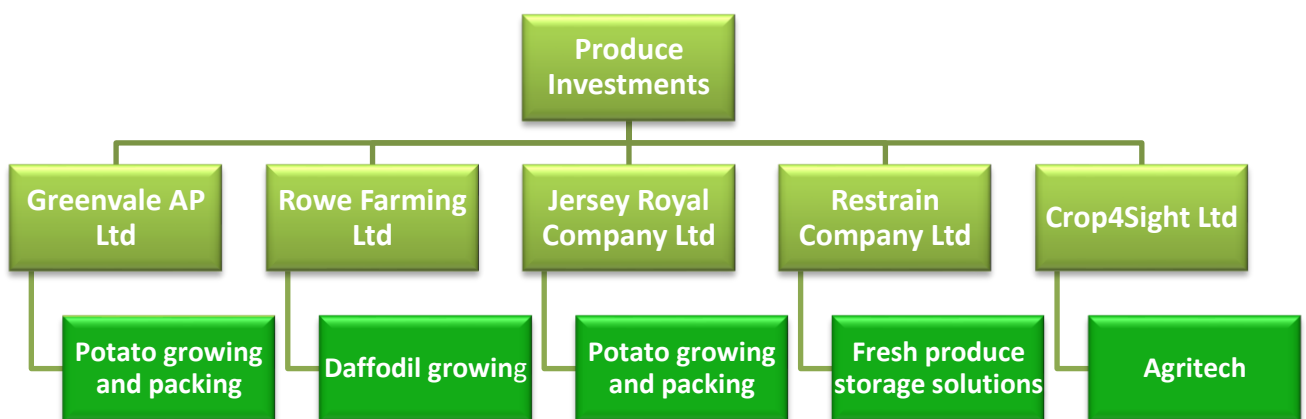 Produce
Investments
Greenvale AP
Ltd
Rowe Farming
Ltd
Jersey Royal
Company Ltd
Restrain
Company Ltd
Crop4Sight Ltd
Potato growing
and packing
Daffodil growing
Potato growing
and packing
Fresh produce
storage solutions
Agritech